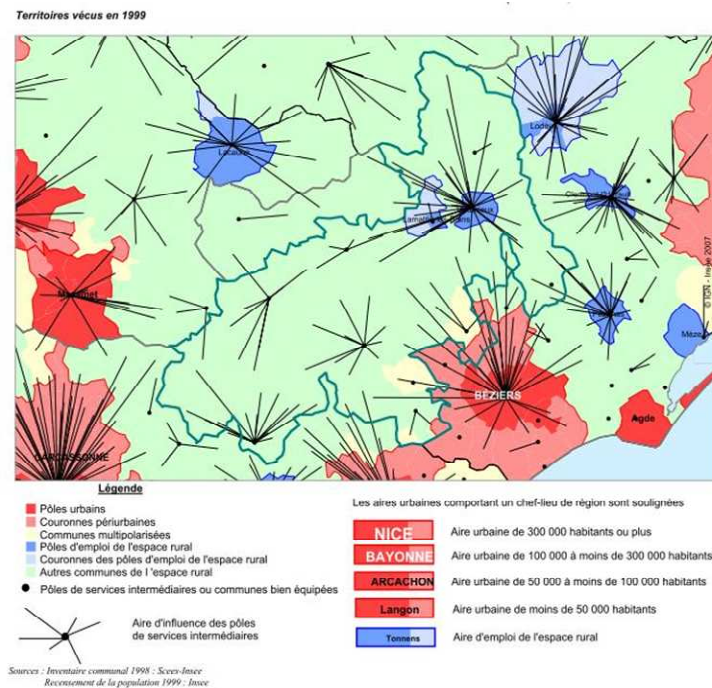 Territoires vécus en 1999
Lodève
BÉZIERS
Agde
Mèze
CARCASSONNE
© IGN - Insee 2007
Légende
Pôles urbains
Couronnes périurbaines
Communes multipolarisées
Pôles d'emploi de l'espace rural
Couronnes des pôles d'emploi de l'espace rural
Autres communes de l 'espace rural
Pôles de services intermédiaires ou communes bien équipées
Aire d'influence des pôles
de services intermédiaires
Les aires urbaines comportant un chef-lieu de région sont soulignées
NICE Aire urbaine de 300 000 habitants ou plus
BAYONNE Aire urbaine de 100 000 à moins de 300 000 habitants
ARCACHON Aire urbaine de 50 000 à moins de 100 000 habitants
Langon Aire urbaine de moins de 50 000 habitants
Tonnens Aire d'emploi de l'espace rural
Sources : Inventaire communal 1998 : Scees-Insee
Recensement de la population 1999 : Insee